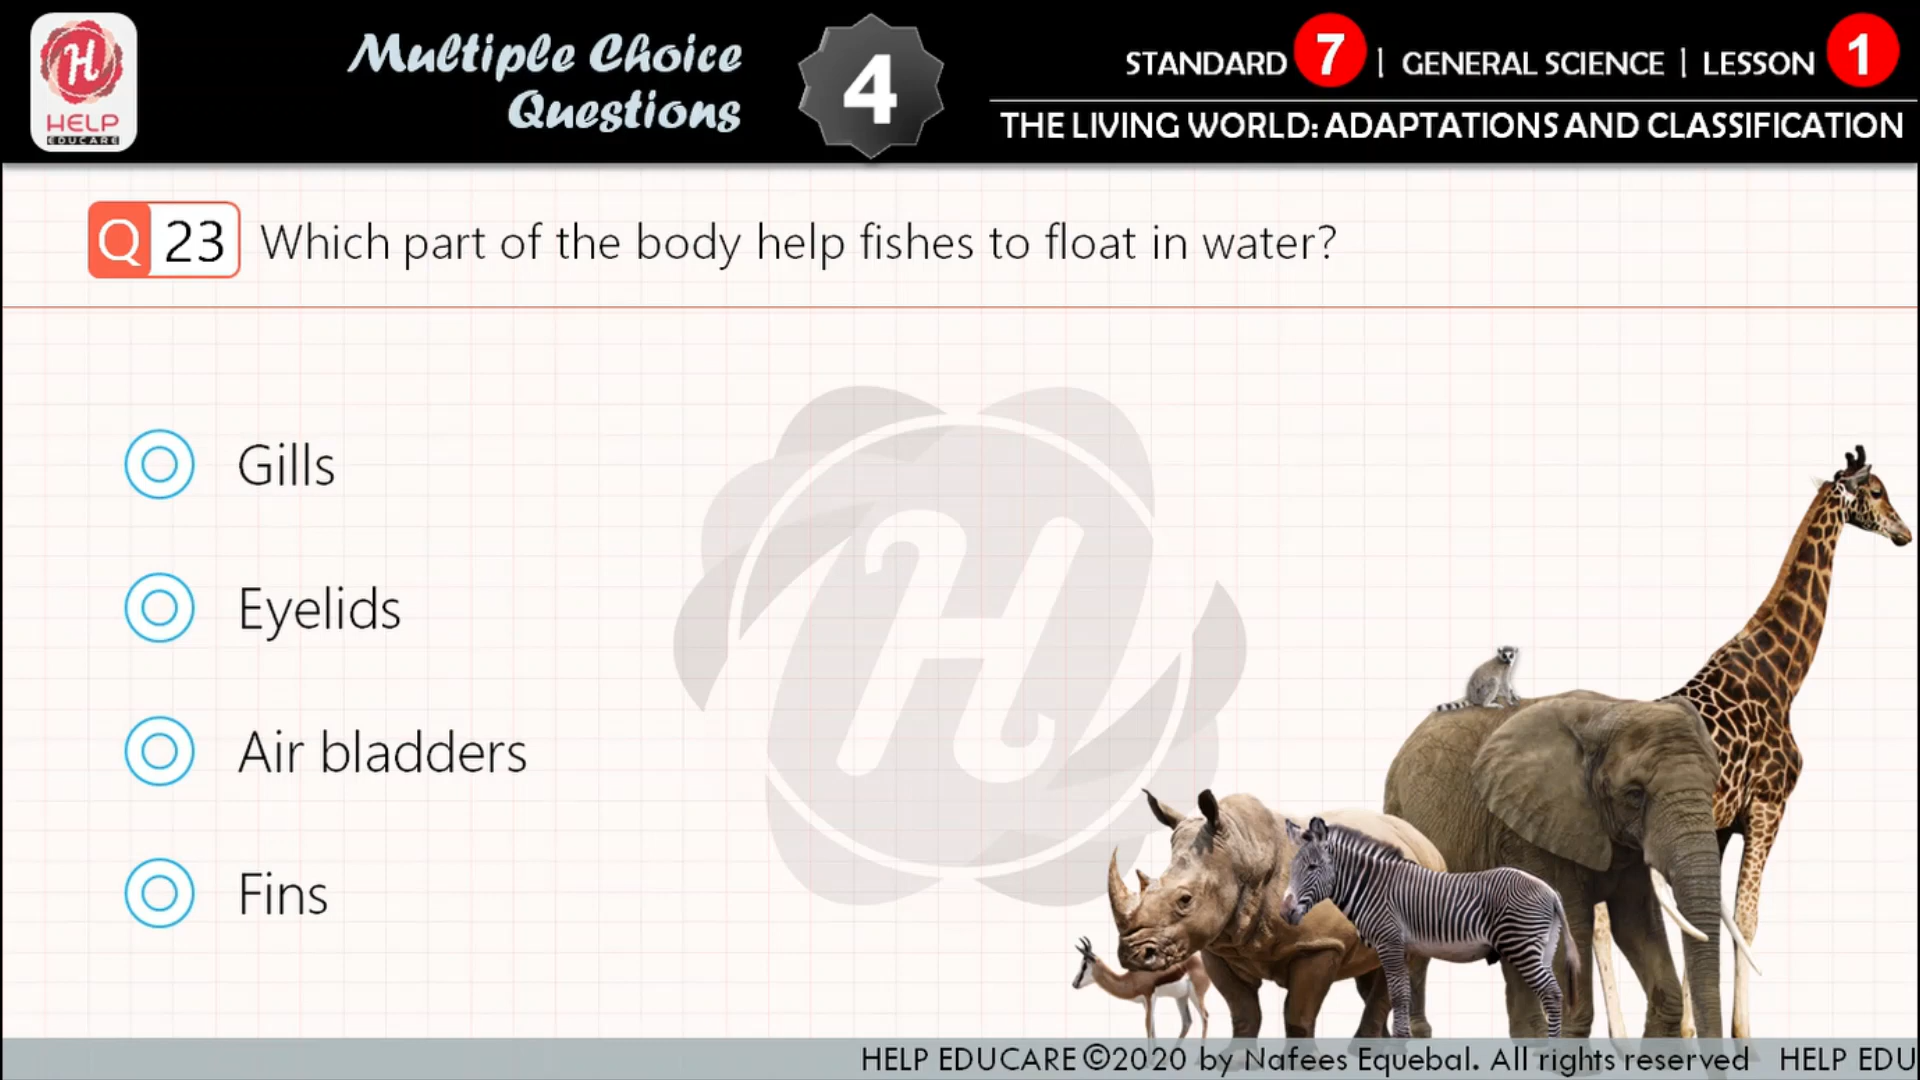 H
HELP
EDUCARE
Multiple Choice
Questions
4
STANDARD 7 | GENERAL SCIENCE | LESSON 1
THE LIVING WORLD: ADAPTATIONS AND CLASSIFICATION
Q 23 Which part of the body help fishes to float in water?
Gills
Eyelids
Air bladders
Fins
H
HELP EDUCARE ©2020 by Nafees Equebal. All rights reserved HELP EDU